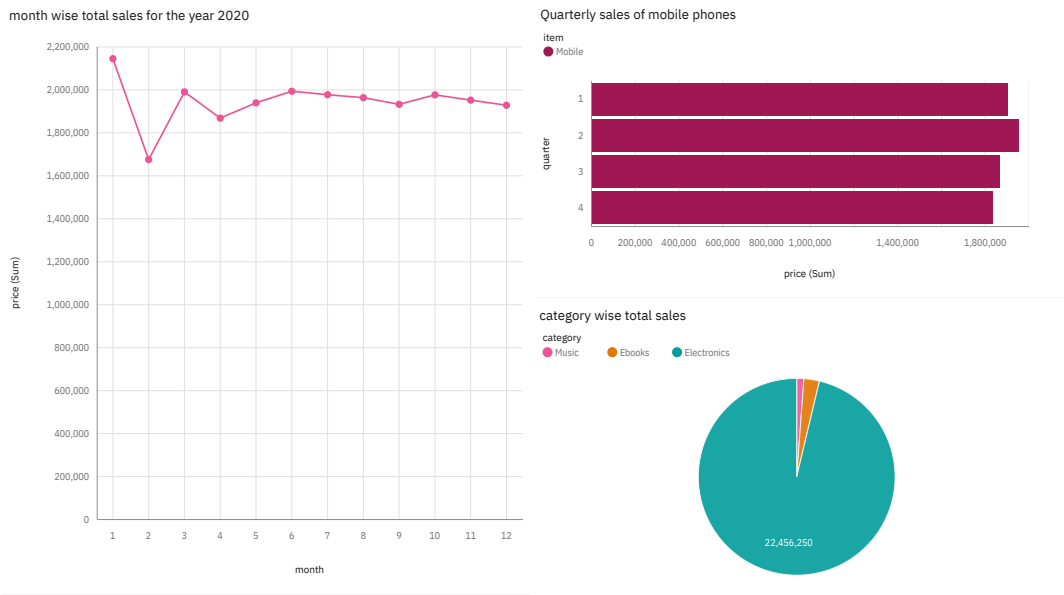 month wise total sales for the year 2020
2,200,000
2,000,000
1,800,000
1,600,000
1,400,000
1,200,000
1,000,000
800,000
600,000
400,000
200,000
0
price (Sum)
1 2 3 4 5 6 7 8 9 10 11 12
month
Quarterly sales of mobile phones
item
Mobile
quarter
1
2
3
4
0 200,000 400,000 600,000 800,000 1,000,000 1,400,000 1,800,000
price (Sum)
category wise total sales
category
Music Ebooks Electronics
22,456,250